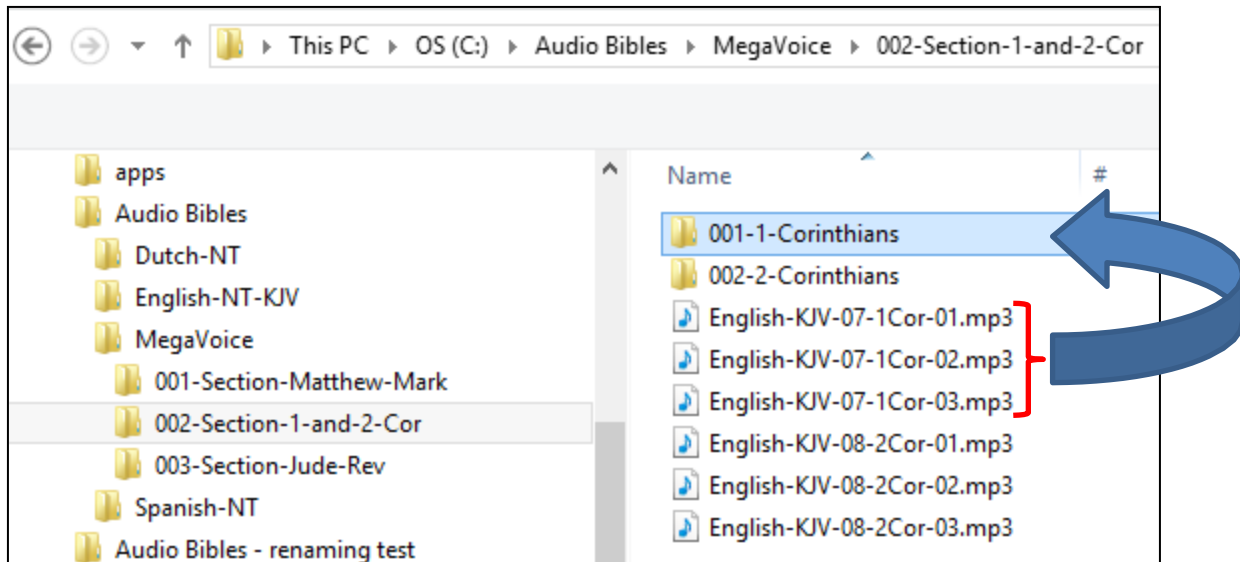 This PC OS (C:) Audio Bibles MegaVoice 002-Section-1-and-2-Cor
apps
Audio Bibles
Dutch-NT
English-NT-KJV
MegaVoice
001-Section-Matthew-Mark
002-Section-1-and-2-Cor
003-Section-Jude-Rev
Spanish-NT
Audio Bibles - renaming test
Name #
001-1-Corinthians
002-2-Corinthians
English-KJV-07-1Cor-01.mp3
English-KJV-07-1Cor-02.mp3
English-KJV-07-1Cor-03.mp3
English-KJV-08-2Cor-01.mp3
English-KJV-08-2Cor-02.mp3
English-KJV-08-2Cor-03.mp3